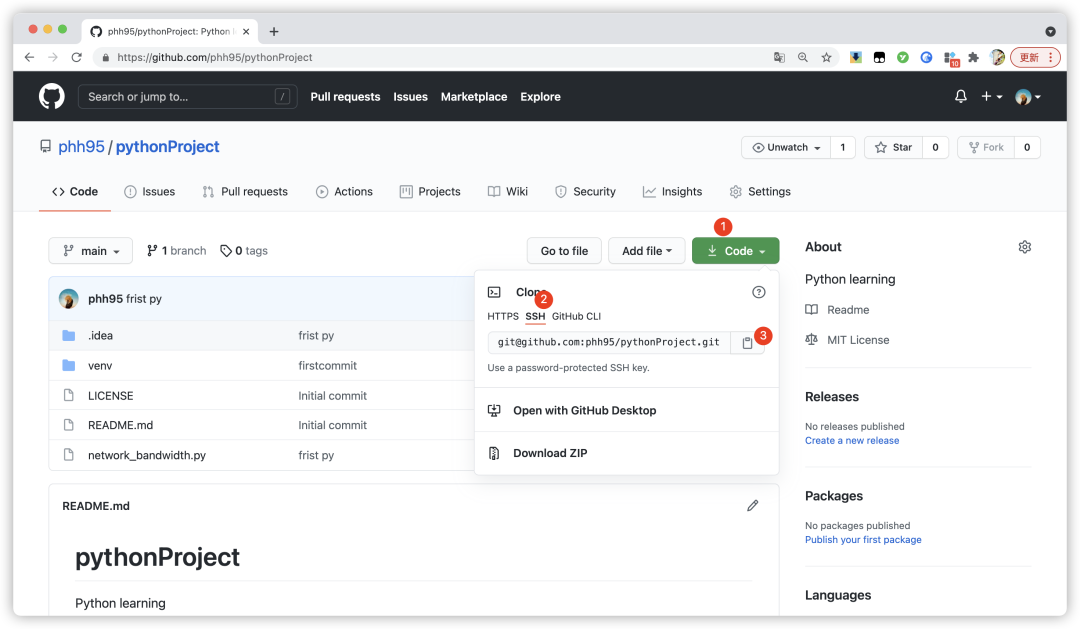 phh95/pythonProject: Python
https://github.com/phh95/pythonProject
10
更新
Search or jump to... /
Pull requests Issues Marketplace Explore
phh95 / pythonProject
Unwatch 1 Star 0 Fork 0
Code Issues Pull requests Actions Projects Wiki Security Insights Settings
1
main 1 branch 0 tags
Go to file Add file Code
About
Python learning
Readme
MIT License
phh95 frist py
.idea frist py
venv firstcommit
LICENSE Initial commit
README.md Initial commit
network_bandwidth.py frist py
Clone
2
HTTPS SSH GitHub CLI
git@github.com:phh95/pythonProject.git
3
Use a password-protected SSH key.
Open with GitHub Desktop
Download ZIP
Releases
No releases published
Create a new release
Packages
No packages published
Publish your first package
Languages
README.md
pythonProject
Python learning